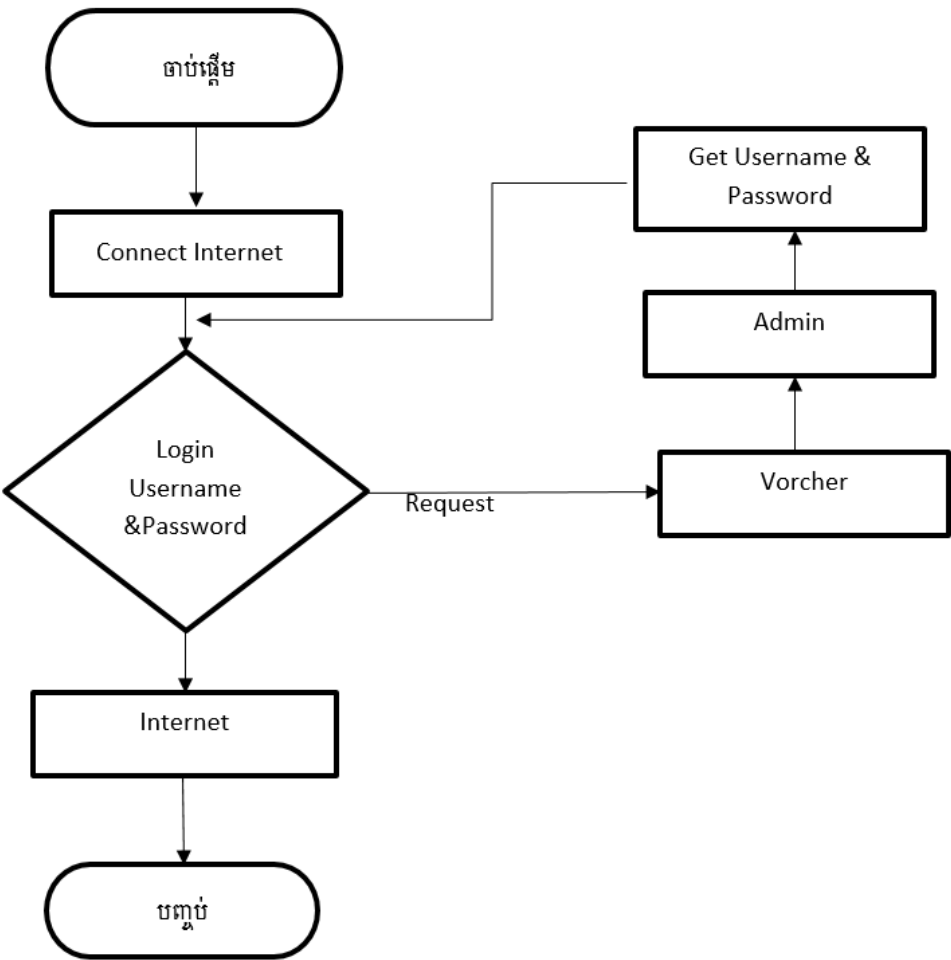 ចាប់ផ្តើម
Connect Internet
Login
Username
&Password
Request
Vorcher
Admin
Get Username &
Password
Internet
បញ្ចប់